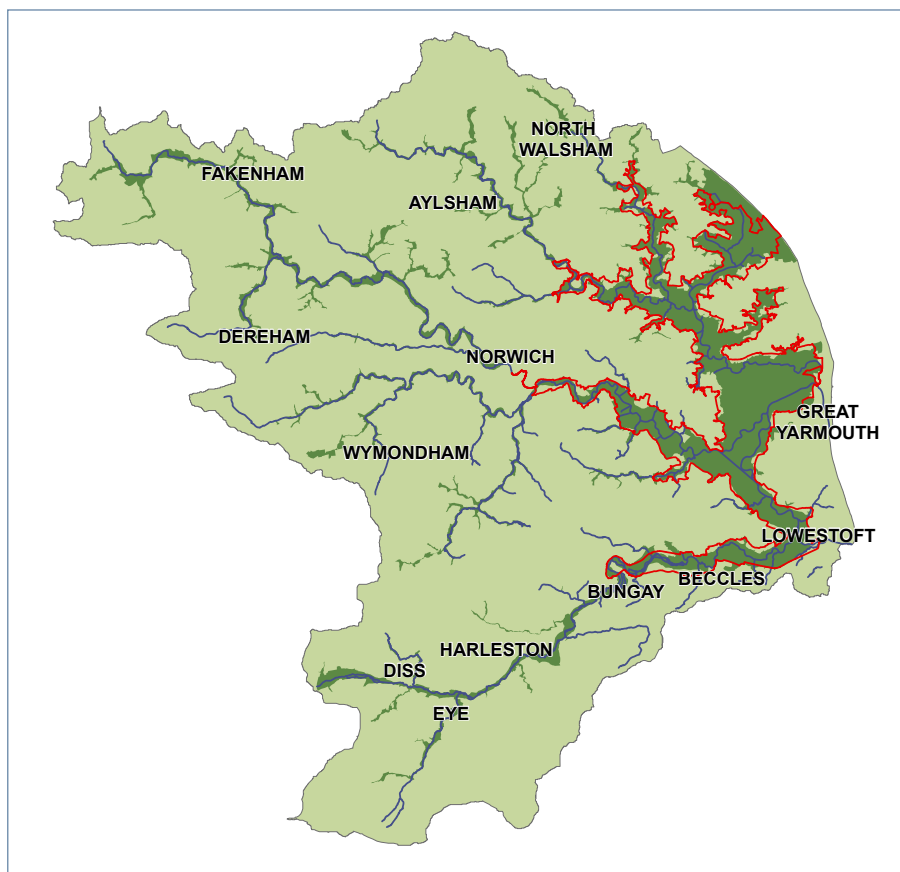 NORTH
WALSHAM
FAKENHAM
AYLSHAM
DEREHAM
NORWICH
GREAT
YARMOUTH
WYMONDHAM
LOWESTOFT
BECCLES
BUNGAY
HARLESTON
DISS
EYE